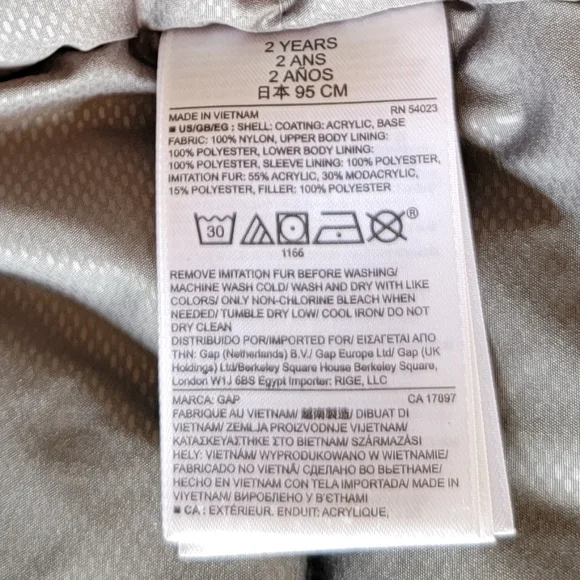 2 YEARS
2 ANS
2 AÑOS
日本 95 CM
MADE IN VIETNAM RN 54023
■ US/GB/EG : SHELL: COATING: ACRYLIC, BASE
FABRIC: 100% NYLON, UPPER BODY LINING:
100% POLYESTER, LOWER BODY LINING:
100% POLYESTER, SLEEVE LINING: 100% POLYESTER,
IMITATION FUR: 55% ACRYLIC, 30% MODACRYLIC,
15% POLYESTER, FILLER: 100% POLYESTER
30 ®
1166
REMOVE IMITATION FUR BEFORE WASHING/
MACHINE WASH COLD/ WASH AND DRY WITH LIKE
COLORS/ ONLY NON-CHLORINE BLEACH WHEN
NEEDED/ TUMBLE DRY LOW/ COOL IRON/ DO NOT
DRY CLEAN
DISTRIBUIDO POR/IMPORTED FOR/ ΕΙΣΑΓΕΤΑΙ ΑΠΟ
ΤΗΝ: Gap (Netherlands) B.V./ Gap Europe Ltd/ Gap (UK
Holdings) Ltd/Berkeley Square House Berkeley Square,
London W1J 6BS Egypt Importer: RIGE, LLC
MARCA: GAP CA 17897
FABRIQUÉ AU VIETNAM/ 越南製造/ DIBUAT DI
VIETNAM/ ZEMLJA PROIZVODNJE VIJETNAM/
ΚΑΤΑΣΚΕΥΑΣΤΗΚΕ ΣΤΟ ΒΙΕΤΝΑΜ/ SZÁRMAZÁSI
HELY: VIETNÁM/ WYPRODUKOWANO W WIETNAMIE/
FABRICADO NO VIETNÃ/ СДЕЛАНО ВО ВЬЕТНАМЕ/
HECHO EN VIETNAM CON TELA IMPORTADA/ MADE IN
VIYETNAM/ ВИРОБЛЕНО У В'ЄТНАМІ
■ CA : EXTÉRIEUR. ENDUIT: ACRYLIQUE,